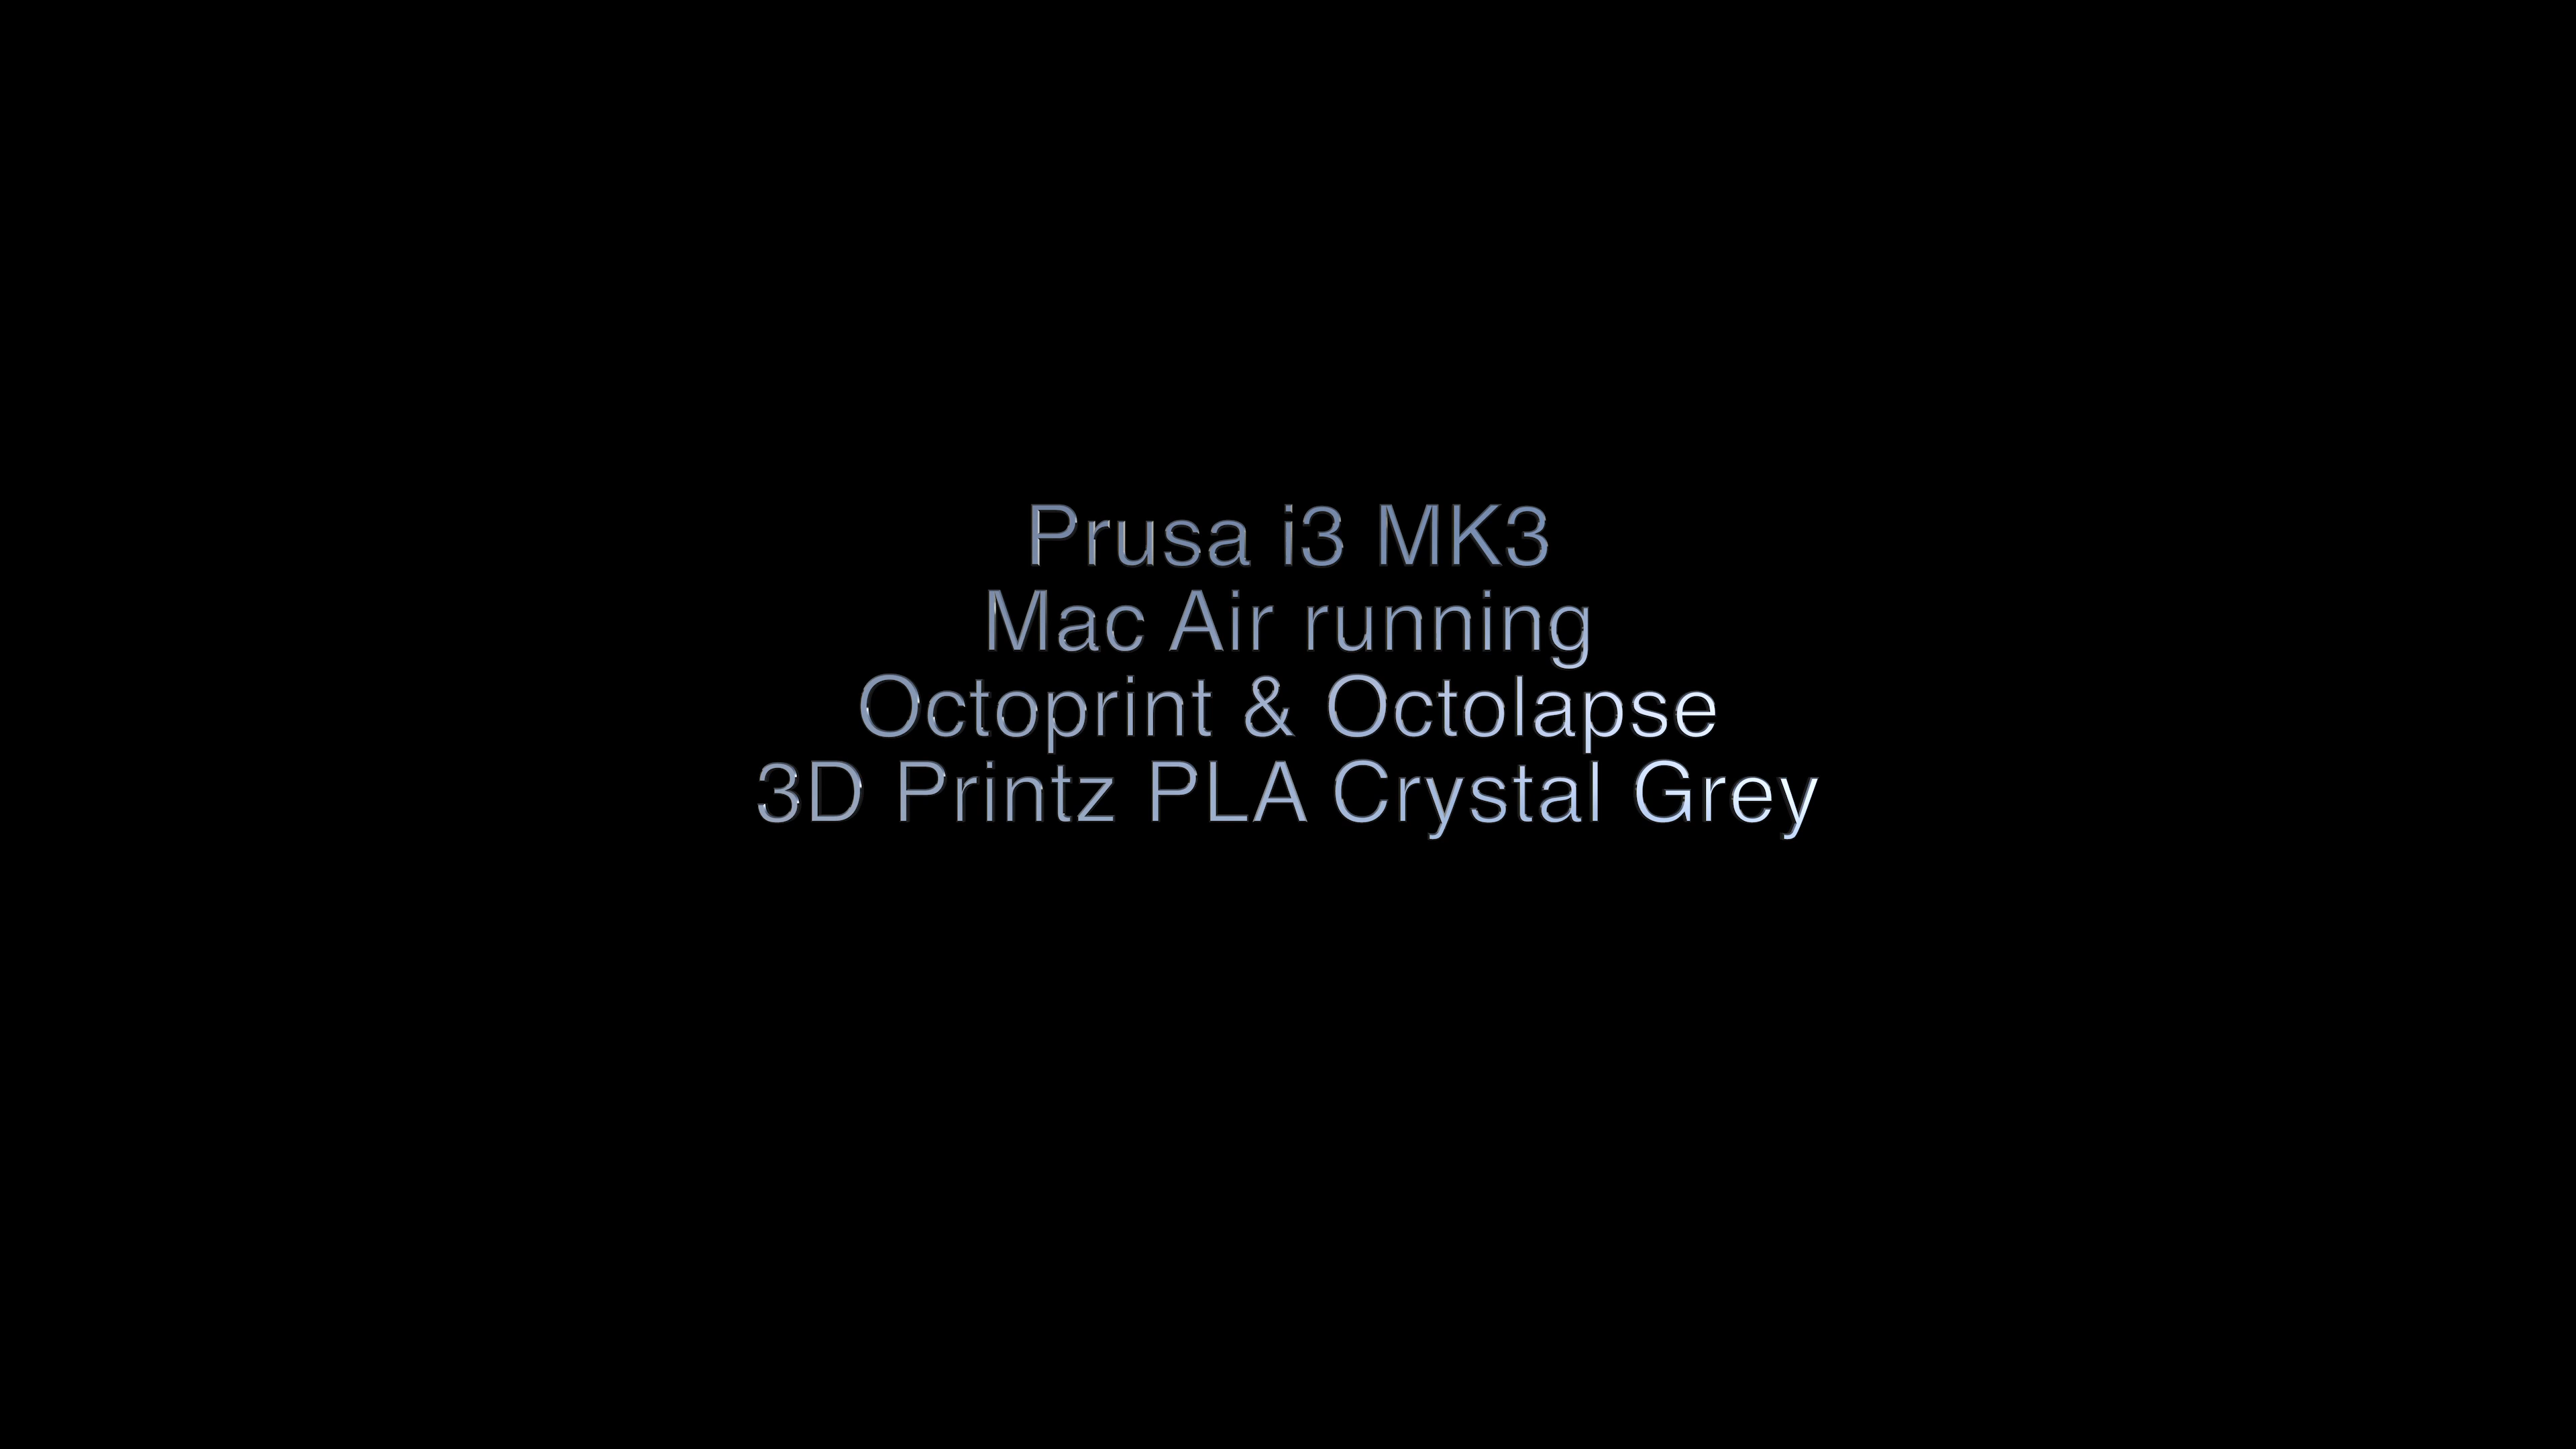 Prusa i3 MK3
Mac Air running
Octoprint & Octolapse
3D Printz PLA Crystal Grey